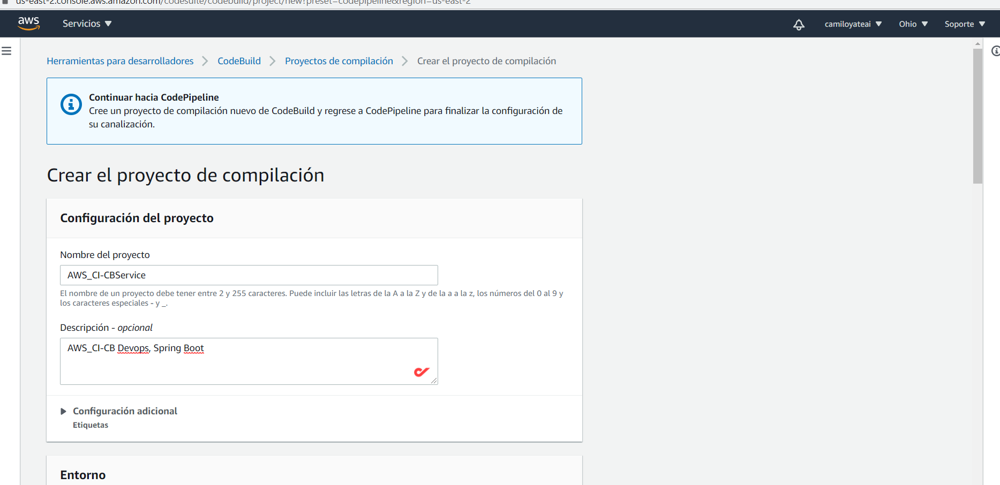 us-east-2.console.aws.amazon.com/codesuite/codebuild/project/new?preset=codepipeline&region=us-east-2
aws Servicios camiloyateai Ohio Soporte
Herramientas para desarrolladores CodeBuild Proyectos de compilación Crear el proyecto de compilación
Continuar hacia CodePipeline
Cree un proyecto de compilación nuevo de CodeBuild y regrese a CodePipeline para finalizar la configuración de
su canalización.
Crear el proyecto de compilación
Configuración del proyecto
Nombre del proyecto
AWS_CI-CBService
El nombre de un proyecto debe tener entre 2 y 255 caracteres. Puede incluir las letras de la A a la Z y de la a a la z, los números del 0 al 9 y
los caracteres especiales - y _.
Descripción - opcional
AWS_CI-CB Devops, Spring Boot
Configuración adicional
Etiquetas
Entorno